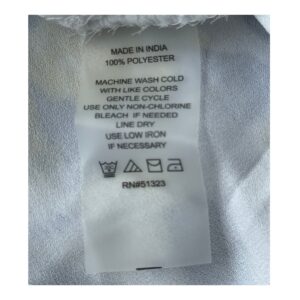 MADE IN INDIA
100% POLYESTER
MACHINE WASH COLD
WITH LIKE COLORS
GENTLE CYCLE
USE ONLY NON-CHLORINE
BLEACH IF NEEDED
LINE DRY
USE LOW IRON
IF NECESSARY
RN#51323